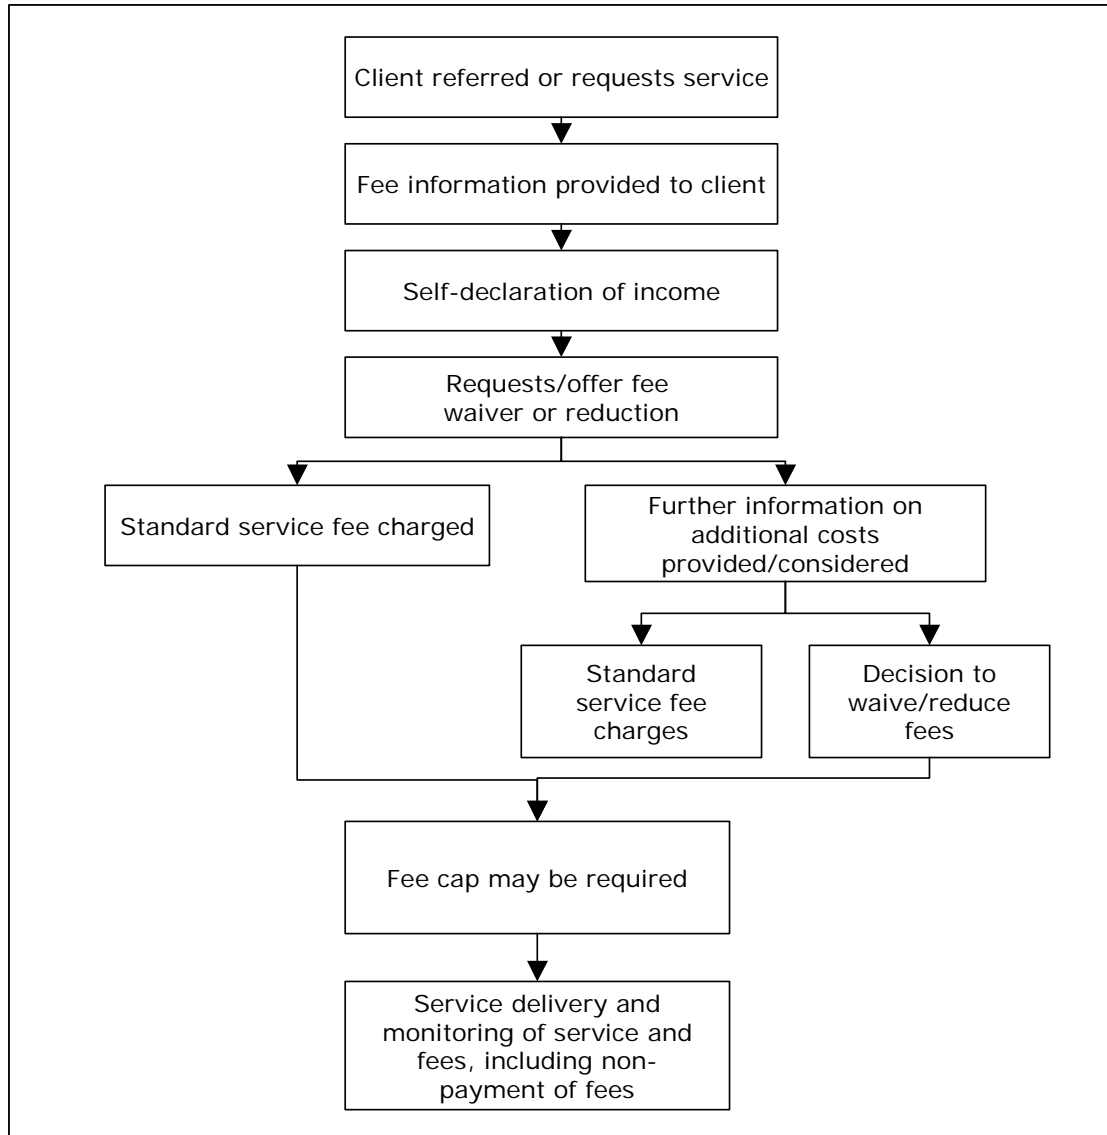 Client referred or requests service
Fee information provided to client
Self-declaration of income
Requests/offer fee
waiver or reduction
Standard service fee charged
Further information on
additional costs
provided/considered
Standard
service fee
charges
Decision to
waive/reduce
fees
Fee cap may be required
Service delivery and
monitoring of service and
fees, including non-
payment of fees